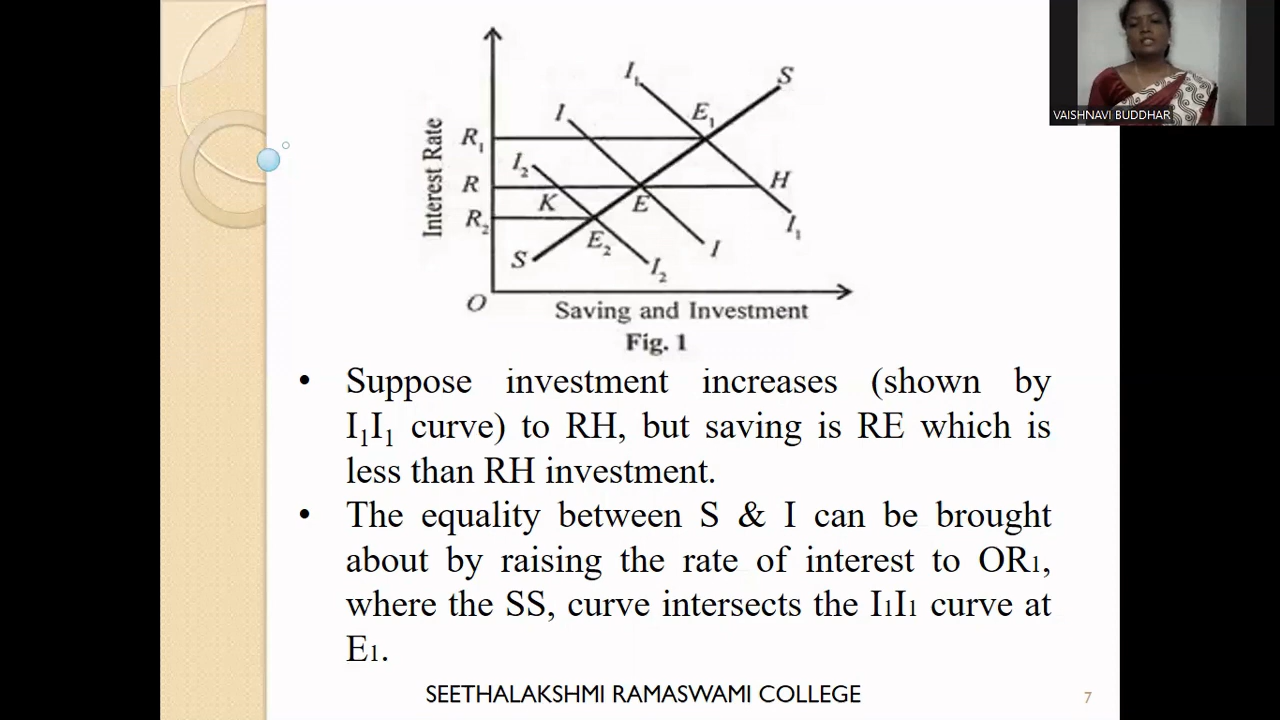 VAISHNAVI BUDDHAR
I₁
S
I
E₁
R₁
I₂
H
R
K
E
R₂
I₁
E₂
I
S
I₂
O
Interest Rate
Saving and Investment
Fig. 1
• Suppose investment increases (shown by
I₁I₁ curve) to RH, but saving is RE which is
less than RH investment.
• The equality between S & I can be brought
about by raising the rate of interest to OR₁,
where the SS, curve intersects the I₁I₁ curve at
E₁.
SEETHALAKSHMI RAMASWAMI COLLEGE
7